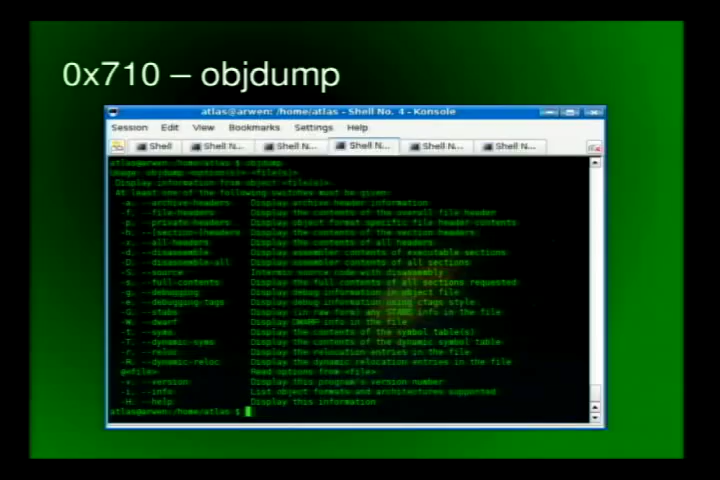 0x710 – objdump
atlas@arwen: /home/atlas - Shell No. 4 - Konsole
Session Edit View Bookmarks Settings Help
Shell Shell N... Shell N... Shell N... Shell N... Shell N...
atlas@arwen:/home/atlas $ objdump
Usage: objdump <option(s)> <file(s)>
Display information from object <file(s)>.
At least one of the following switches must be given:
-a, --archive-headers Display archive header information
-f, --file-headers Display the contents of the overall file header
-p, --private-headers Display object format specific file header contents
-h, --[section-]headers Display the contents of the section headers
-x, --all-headers Display the contents of all headers
-d, --disassemble Display assembler contents of executable sections
-D, --disassemble-all Display assembler contents of all sections
-S, --source Intermix source code with disassembly
-s, --full-contents Display the full contents of all sections requested
-g, --debugging Display debug information in object file
-e, --debugging-tags Display debug information using ctags style
-G, --stabs Display (in raw form) any STABS info in the file
-W, --dwarf Display DWARF info in the file
-t, --syms Display the contents of the symbol table(s)
-T, --dynamic-syms Display the contents of the dynamic symbol table
-r, --reloc Display the relocation entries in the file
-R, --dynamic-reloc Display the dynamic relocation entries in the file
@<file> Read options from <file>
-v, --version Display this program's version number
-i, --info List object formats and architectures supported
-H, --help Display this information
atlas@arwen:/home/atlas $